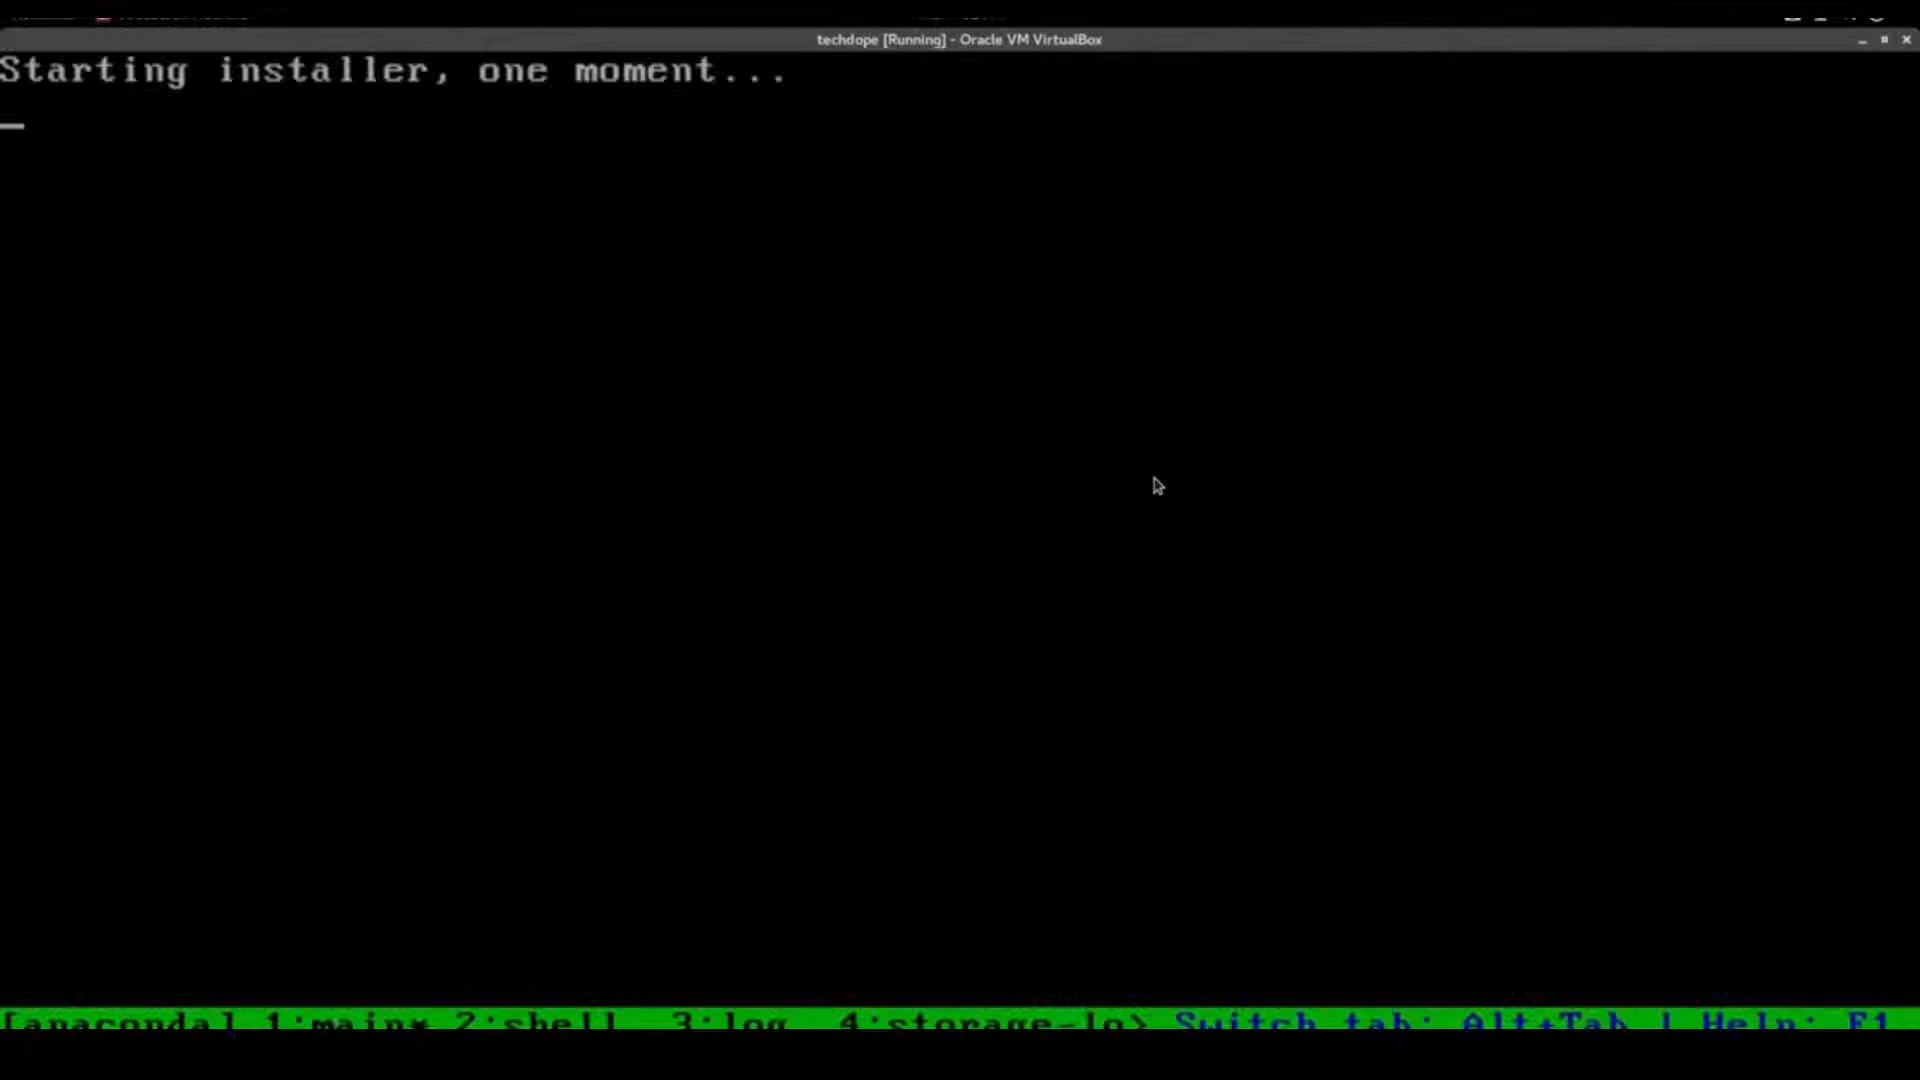 techdope [Running] - Oracle VM VirtualBox
Starting installer, one moment...
[anaconda] 1:main* 2:shell 3:log 4:storage-lo> Switch tab: Alt+Tab | Help: F1